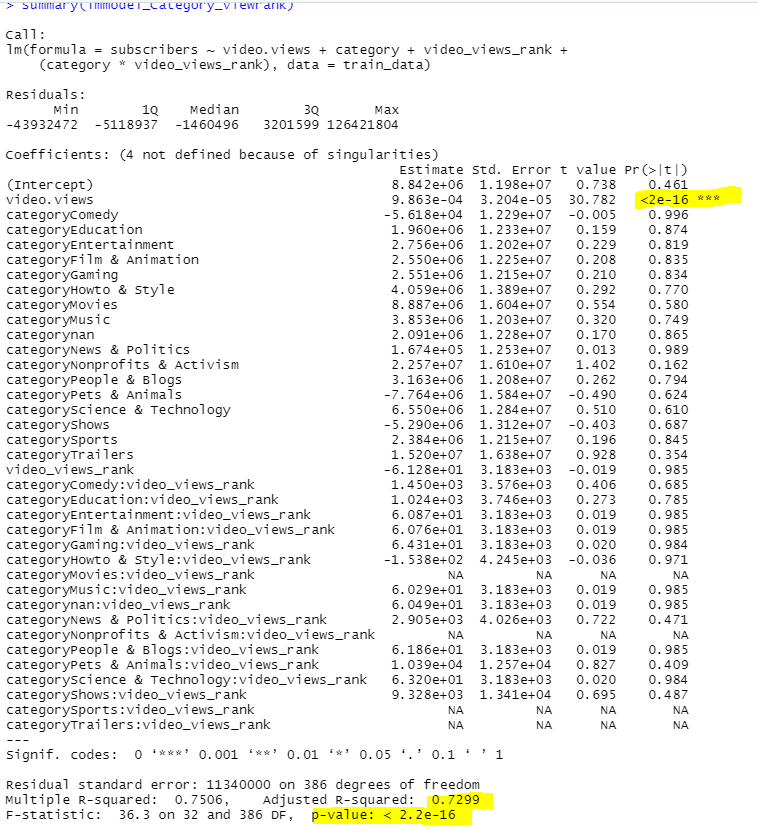 > summary(lmmodel_Category_viewrank)
Call:
lm(formula = subscribers ~ video.views + category + video_views_rank +
    (category * video_views_rank), data = train_data)
Residuals:
      Min        1Q    Median        3Q       Max
-43932472  -5118937  -1460496   3201599 126421804
Coefficients: (4 not defined because of singularities)
                                            Estimate Std. Error t value Pr(>|t|)
(Intercept)                                8.842e+06  1.198e+07   0.738    0.461
video.views                                9.863e-04  3.204e-05  30.782   <2e-16 ***
categoryComedy                            -5.618e+04  1.229e+07  -0.005    0.996
categoryEducation                          1.960e+06  1.233e+07   0.159    0.874
categoryEntertainment                      2.756e+06  1.202e+07   0.229    0.819
categoryFilm & Animation                   2.550e+06  1.225e+07   0.208    0.835
categoryGaming                             2.551e+06  1.215e+07   0.210    0.834
categoryHowto & Style                      4.059e+06  1.389e+07   0.292    0.770
categoryMovies                             8.887e+06  1.604e+07   0.554    0.580
categoryMusic                              3.853e+06  1.203e+07   0.320    0.749
categorynan                                2.091e+06  1.228e+07   0.170    0.865
categoryNews & Politics                    1.674e+05  1.253e+07   0.013    0.989
categoryNonprofits & Activism              2.257e+07  1.610e+07   1.402    0.162
categoryPeople & Blogs                     3.163e+06  1.208e+07   0.262    0.794
categoryPets & Animals                    -7.764e+06  1.584e+07  -0.490    0.624
categoryScience & Technology               6.550e+06  1.284e+07   0.510    0.610
categoryShows                             -5.290e+06  1.312e+07  -0.403    0.687
categorySports                             2.384e+06  1.215e+07   0.196    0.845
categoryTrailers                           1.520e+07  1.638e+07   0.928    0.354
video_views_rank                          -6.128e+01  3.183e+03  -0.019    0.985
categoryComedy:video_views_rank            1.450e+03  3.576e+03   0.406    0.685
categoryEducation:video_views_rank         1.024e+03  3.746e+03   0.273    0.785
categoryEntertainment:video_views_rank     6.087e+01  3.183e+03   0.019    0.985
categoryFilm & Animation:video_views_rank  6.076e+01  3.183e+03   0.019    0.985
categoryGaming:video_views_rank            6.431e+01  3.183e+03   0.020    0.984
categoryHowto & Style:video_views_rank    -1.538e+02  4.245e+03  -0.036    0.971
categoryMovies:video_views_rank                   NA         NA      NA       NA
categoryMusic:video_views_rank             6.029e+01  3.183e+03   0.019    0.985
categorynan:video_views_rank               6.049e+01  3.183e+03   0.019    0.985
categoryNews & Politics:video_views_rank   2.905e+03  4.026e+03   0.722    0.471
categoryNonprofits & Activism:video_views_rank    NA         NA      NA       NA
categoryPeople & Blogs:video_views_rank    6.186e+01  3.183e+03   0.019    0.985
categoryPets & Animals:video_views_rank    1.039e+04  1.257e+04   0.827    0.409
categoryScience & Technology:video_views_rank  6.320e+01  3.183e+03   0.020    0.984
categoryShows:video_views_rank             9.328e+03  1.341e+04   0.695    0.487
categorySports:video_views_rank                   NA         NA      NA       NA
categoryTrailers:video_views_rank                 NA         NA      NA       NA
---
Signif. codes:  0 ‘***’ 0.001 ‘**’ 0.01 ‘*’ 0.05 ‘.’ 0.1 ‘ ’ 1
Residual standard error: 11340000 on 386 degrees of freedom
Multiple R-squared:  0.7506,    Adjusted R-squared:  0.7299
F-statistic:  36.3 on 32 and 386 DF,  p-value: < 2.2e-16